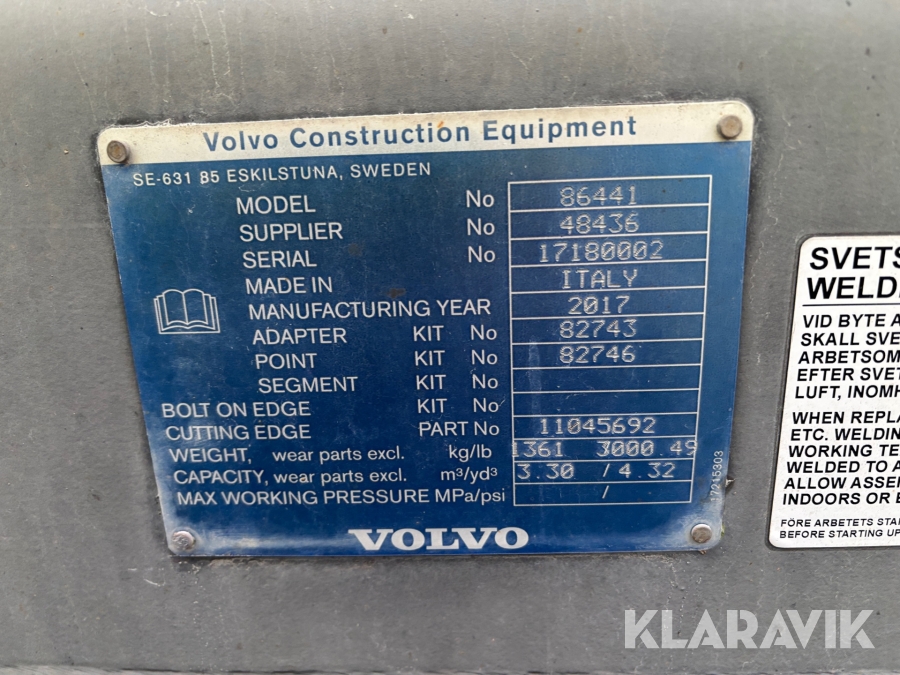 Volvo Construction Equipment
SE-631 85 ESKILSTUNA, SWEDEN
MODEL No 86441
SUPPLIER No 48436
SERIAL No 17180002
MADE IN ITALY
MANUFACTURING YEAR 2017
ADAPTER KIT No 82743
POINT KIT No 82746
SEGMENT KIT No
BOLT ON EDGE KIT No
CUTTING EDGE PART No 11045692
WEIGHT, wear parts excl. kg/lb 1361 3000.49
CAPACITY, wear parts excl. m³/yd³ 3.30 / 4.32
MAX WORKING PRESSURE MPa/psi /
VOLVO
17215303
SVETS
WELD
VID BYTE A
SKALL SVE
ARBETSOM
EFTER SVET
LUFT, INOMH
WHEN REPLA
ETC. WELDIN
WORKING TE
WELDED TO A
ALLOW ASSE
INDOORS OR E
FÖRE ARBETETS STA
BEFORE STARTING UP
KLARAVIK